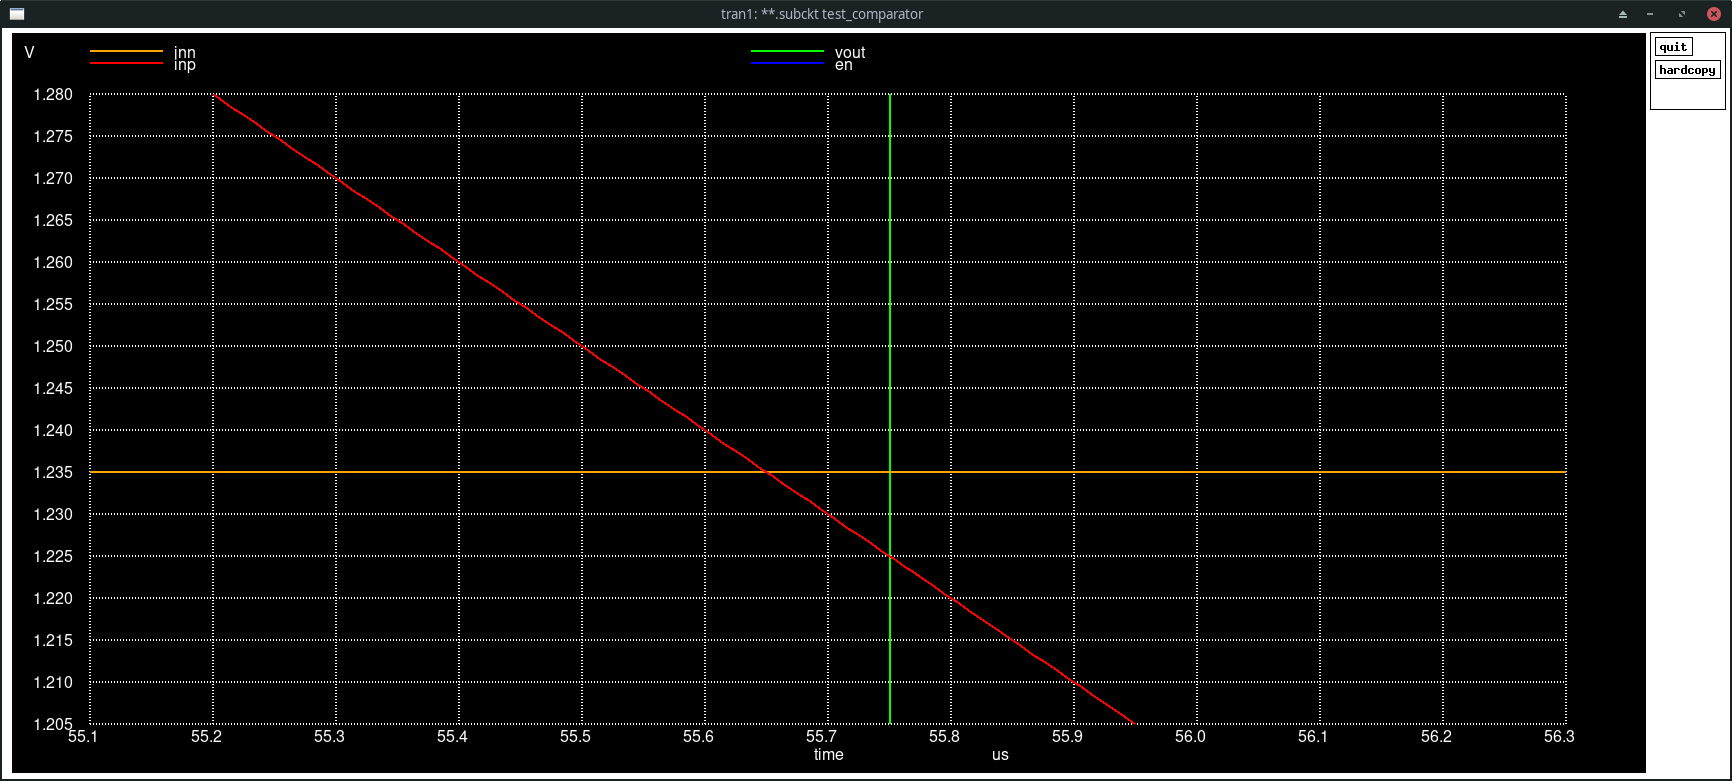 tran1: **.subckt test_comparator
quit
hardcopy
V
inn
inp
vout
en
1.280
1.275
1.270
1.265
1.260
1.255
1.250
1.245
1.240
1.235
1.230
1.225
1.220
1.215
1.210
1.205
55.1 55.2 55.3 55.4 55.5 55.6 55.7 55.8 55.9 56.0 56.1 56.2 56.3
time us